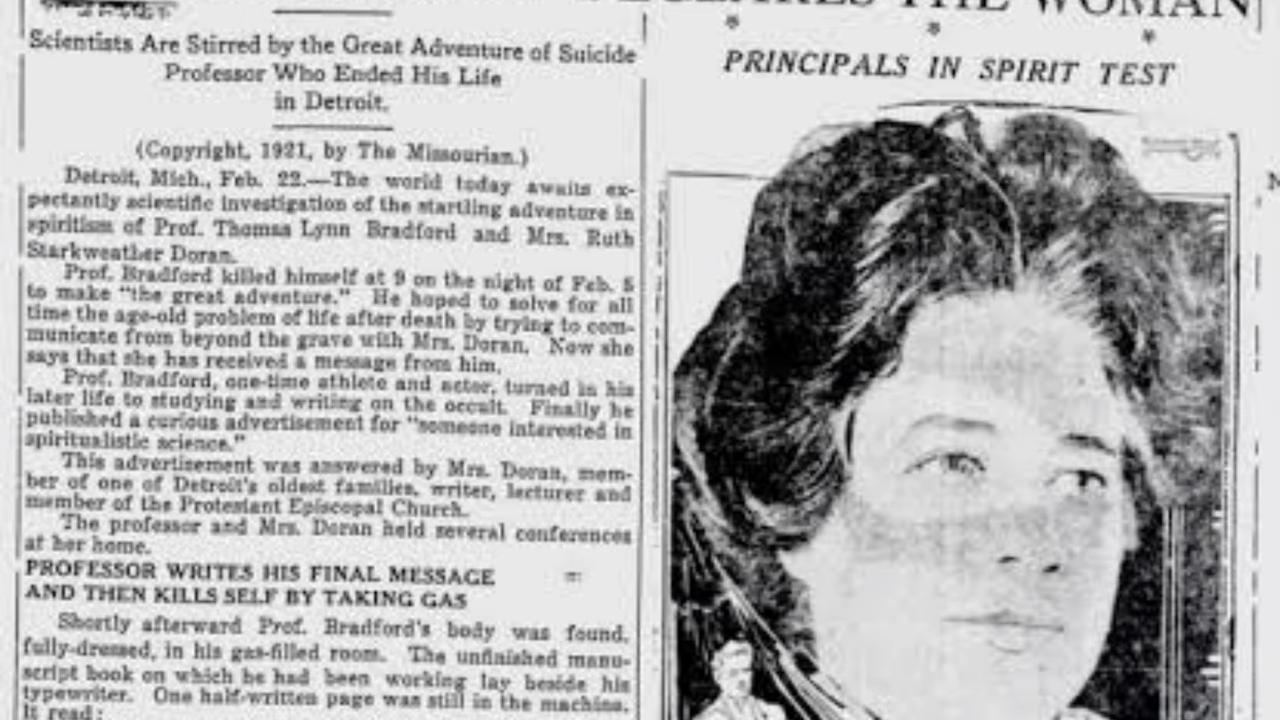 THE WOMAN
Scientists Are Stirred by the Great Adventure of Suicide
Professor Who Ended His Life
in Detroit.
(Copyright, 1921, by The Missourian.)
Detroit, Mich., Feb. 22.—The world today awaits ex-
pectantly scientific investigation of the startling adventure in
spiritism of Prof. Thomas Lynn Bradford and Mrs. Ruth
Starkweather Doran.
Prof. Bradford killed himself at 9 on the night of Feb. 5
to make "the great adventure." He hoped to solve for all
time the age-old problem of life after death by trying to com-
municate from beyond the grave with Mrs. Doran. Now she
says that she has received a message from him.
Prof. Bradford, one-time athlete and actor, turned in his
later life to studying and writing on the occult. Finally he
published a curious advertisement for "someone interested in
spiritualistic science."
This advertisement was answered by Mrs. Doran, mem-
ber of one of Detroit's oldest families, writer, lecturer and
member of the Protestant Episcopal Church.
The professor and Mrs. Doran held several conferences
at her home.
PROFESSOR WRITES HIS FINAL MESSAGE
AND THEN KILLS SELF BY TAKING GAS
Shortly afterward Prof. Bradford's body was found,
fully-dressed, in his gas-filled room. The unfinished manu-
script book on which he had been working lay beside his
typewriter. One half-written page was still in the machine.
It read:
PRINCIPALS IN SPIRIT TEST